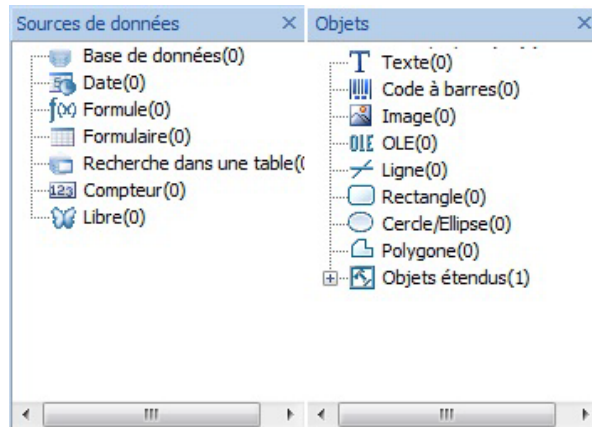 Sources de données
Base de données(0)
Date(0)
Formule(0)
Formulaire(0)
Recherche dans une table(
Compteur(0)
Libre(0)
Objets
Texte(0)
Code à barres(0)
Image(0)
OLE(0)
Ligne(0)
Rectangle(0)
Cercle/Ellipse(0)
Polygone(0)
Objets étendus(1)